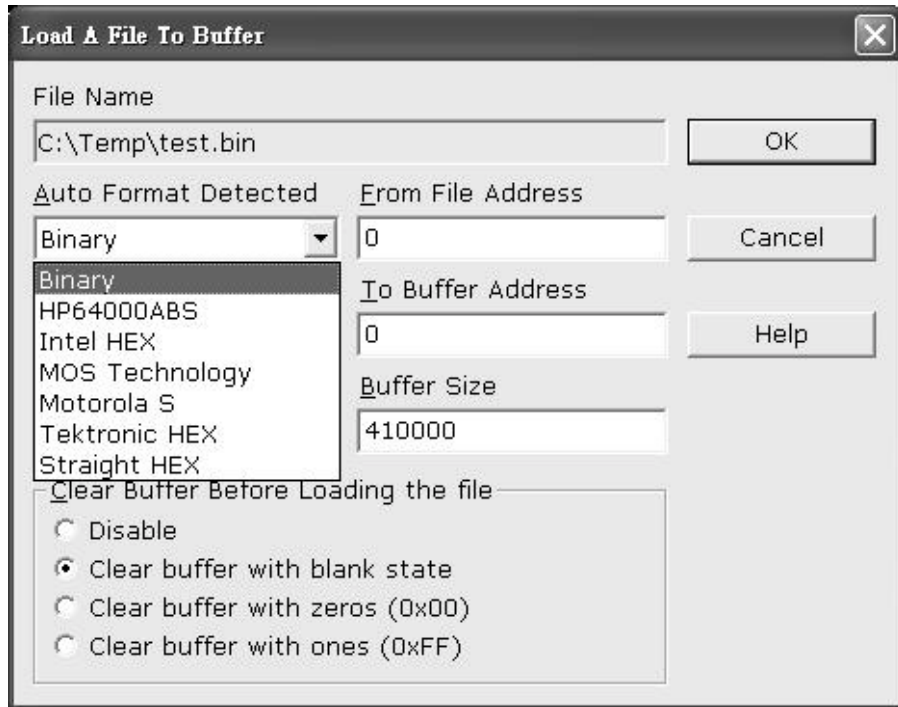 Load A File To Buffer
File Name
C:\Temp\test.bin
OK
Auto Format Detected
From File Address
Binary
0
Cancel
Binary
HP64000ABS
Intel HEX
MOS Technology
Motorola S
Tektronic HEX
Straight HEX
To Buffer Address
0
Help
Buffer Size
410000
Clear Buffer Before Loading the file
Disable
Clear buffer with blank state
Clear buffer with zeros (0x00)
Clear buffer with ones (0xFF)